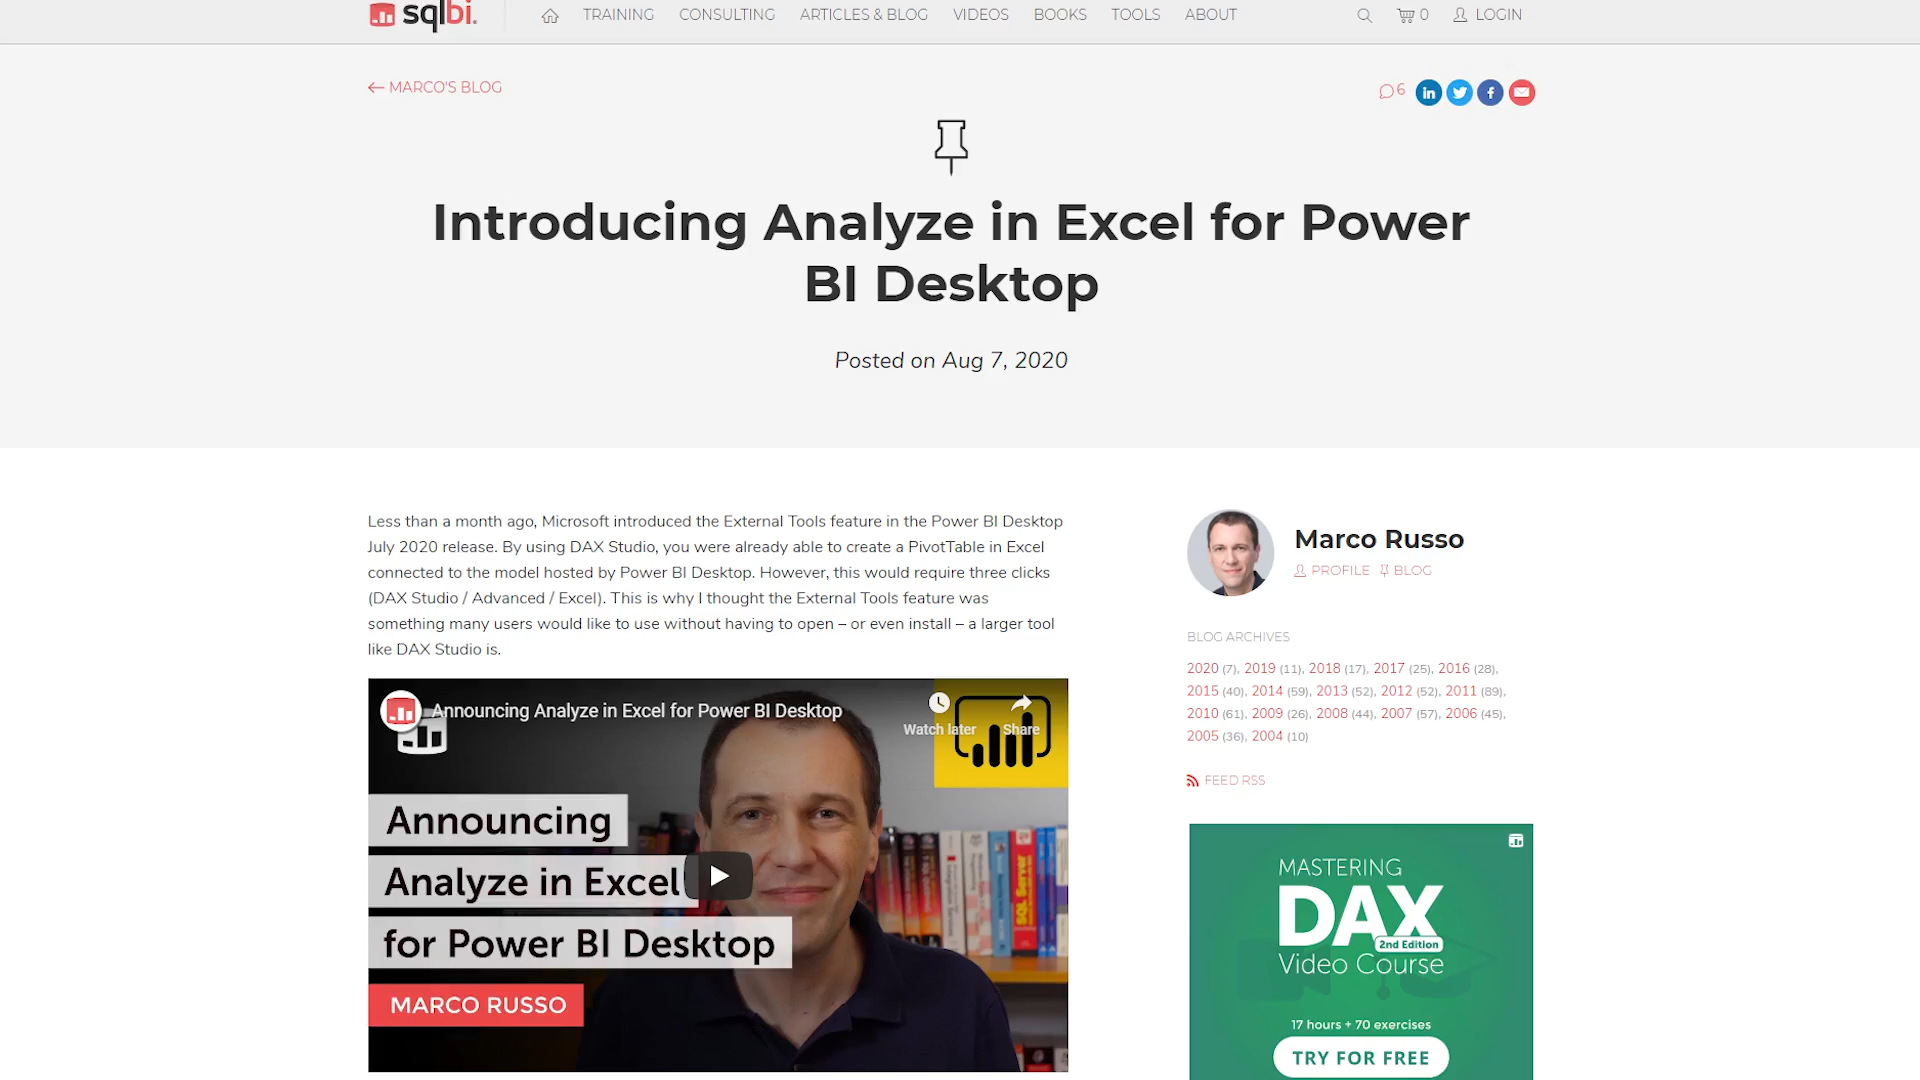 sqlbi.
TRAINING CONSULTING ARTICLES & BLOG VIDEOS BOOKS TOOLS ABOUT 0 LOGIN
MARCO'S BLOG
6
Introducing Analyze in Excel for Power
BI Desktop
Posted on Aug 7, 2020
Less than a month ago, Microsoft introduced the External Tools feature in the Power BI Desktop
July 2020 release. By using DAX Studio, you were already able to create a PivotTable in Excel
connected to the model hosted by Power BI Desktop. However, this would require three clicks
(DAX Studio / Advanced / Excel). This is why I thought the External Tools feature was
something many users would like to use without having to open – or even install – a larger tool
like DAX Studio is.
Announcing Analyze in Excel for Power BI Desktop
Watch later Share
Announcing
Analyze in Excel
for Power BI Desktop
MARCO RUSSO
SQL Server
Marco Russo
PROFILE BLOG
BLOG ARCHIVES
2020 (7), 2019 (11), 2018 (17), 2017 (25), 2016 (28),
2015 (40), 2014 (59), 2013 (52), 2012 (52), 2011 (89),
2010 (61), 2009 (26), 2008 (44), 2007 (57), 2006 (45),
2005 (36), 2004 (10)
FEED RSS
MASTERING
DAX
2nd Edition
Video Course
17 hours + 70 exercises
TRY FOR FREE